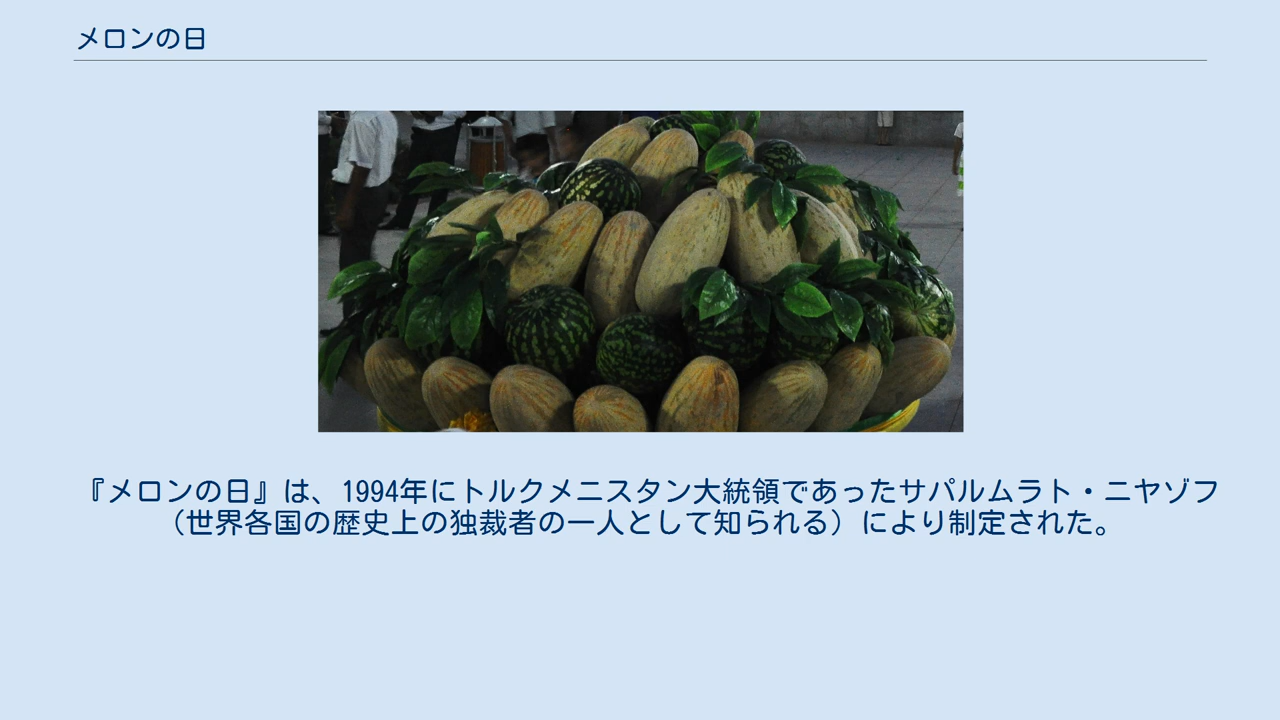 メロンの日
『メロンの日』は、1994年にトルクメニスタン大統領であったサパルムラト・ニヤゾフ
（世界各国の歴史上の独裁者の一人として知られる）により制定された。